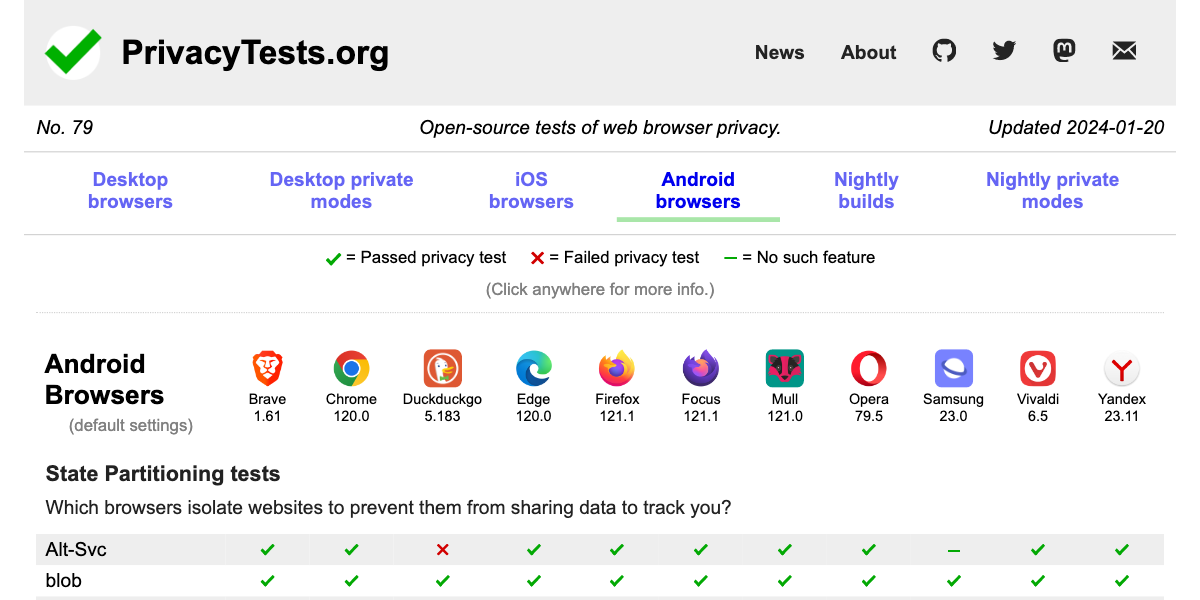 PrivacyTests.org
News About
No. 79 Open-source tests of web browser privacy. Updated 2024-01-20
Desktop browsers Desktop private modes iOS browsers Android browsers Nightly builds Nightly private modes
= Passed privacy test = Failed privacy test = No such feature
(Click anywhere for more info.)
Android
Browsers
(default settings)
Brave Chrome Duckduckgo Edge Firefox Focus Mull Opera Samsung Vivaldi Yandex
1.61 120.0 5.183 120.0 121.1 121.1 121.0 79.5 23.0 6.5 23.11
State Partitioning tests
Which browsers isolate websites to prevent them from sharing data to track you?
Alt-Svc
blob